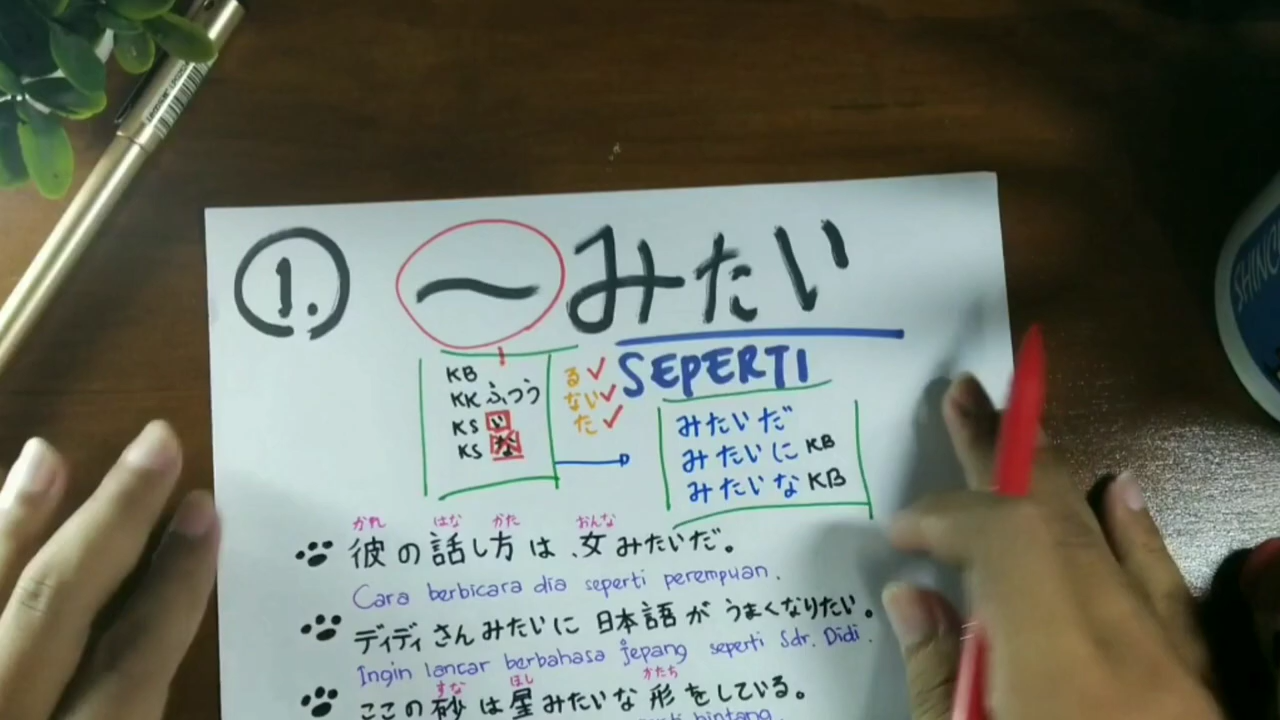 1. 〜みたい
SEPERTI
KB
KK ふつう
KS い
KS な
る
ない
た
みたいだ
みたいに KB
みたいな KB
かれ はな かた おんな
彼の話し方は、女みたいだ。
Cara berbicara dia seperti perempuan.
ディディさんみたいに日本語がうまくなりたい。
Ingin lancar berbahasa Jepang seperti Sdr. Didi.
すな ほし かたち
ここの砂は星みたいな形をしている。
bintang.